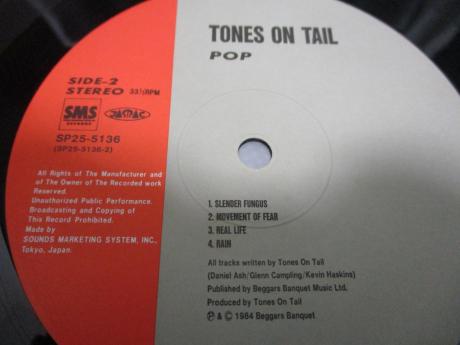 TONES ON TAIL
POP
SIDE-2
STEREO 33⅓RPM
SMS
RECORDS
JASRAC
SP25-5136
(SP25-5136-2)
All Rights of The Manufacturer and
of The Owner of The Recorded work
Reserved.
Unauthorized Public Performance.
Broadcasting and Copying of
This Record Prohibited.
Made by
SOUNDS MARKETING SYSTEM, INC.,
Tokyo, Japan.
1. SLENDER FUNGUS
2. MOVEMENT OF FEAR
3. REAL LIFE
4. RAIN
All tracks written by Tones On Tail
(Daniel Ash/Glenn Campling/Kevin Haskins)
Published by Beggars Banquet Music Ltd.
Produced by Tones On Tail
℗ & © 1984 Beggars Banquet